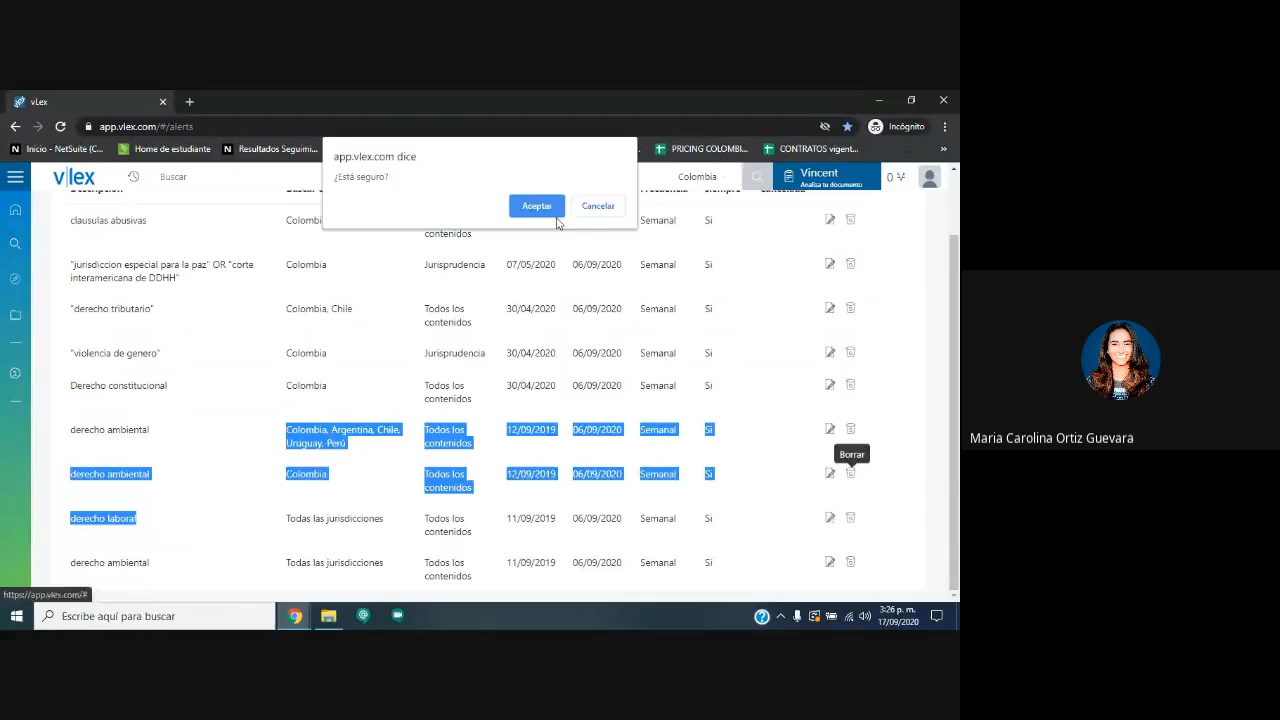 vLex
app.vlex.com/#/alerts
Incógnito
Inicio - NetSuite (C...
Home de estudiante
Resultados Seguimi...
PRICING COLOMBI...
CONTRATOS vigent...
»
app.vlex.com dice
¿Está seguro?
Aceptar
Cancelar
v|lex
Buscar
Colombia
Vincent
Analiza tu documento
0
clausulas abusivas
contenidos
Semanal
Si
"jurisdiccion especial para la paz" OR "corte
interamericana de DDHH"
Colombia
Jurisprudencia
07/05/2020
06/09/2020
Semanal
Si
"derecho tributario"
Colombia, Chile
Todos los
contenidos
30/04/2020
06/09/2020
Semanal
Si
"violencia de genero"
Colombia
Jurisprudencia
30/04/2020
06/09/2020
Semanal
Si
Derecho constitucional
Colombia
Todos los
contenidos
30/04/2020
06/09/2020
Semanal
Si
derecho ambiental
Colombia, Argentina, Chile,
Uruguay, Perú
Todos los
contenidos
12/09/2019
06/09/2020
Semanal
Si
Borrar
derecho ambiental
Colombia
Todos los
contenidos
12/09/2019
06/09/2020
Semanal
Si
derecho laboral
Todas las jurisdicciones
Todos los
contenidos
11/09/2019
06/09/2020
Semanal
Si
derecho ambiental
Todas las jurisdicciones
Todos los
contenidos
11/09/2019
06/09/2020
Semanal
Si
https://app.vlex.com/#
Escribe aquí para buscar
3:26 p. m.
17/09/2020
Maria Carolina Ortiz Guevara